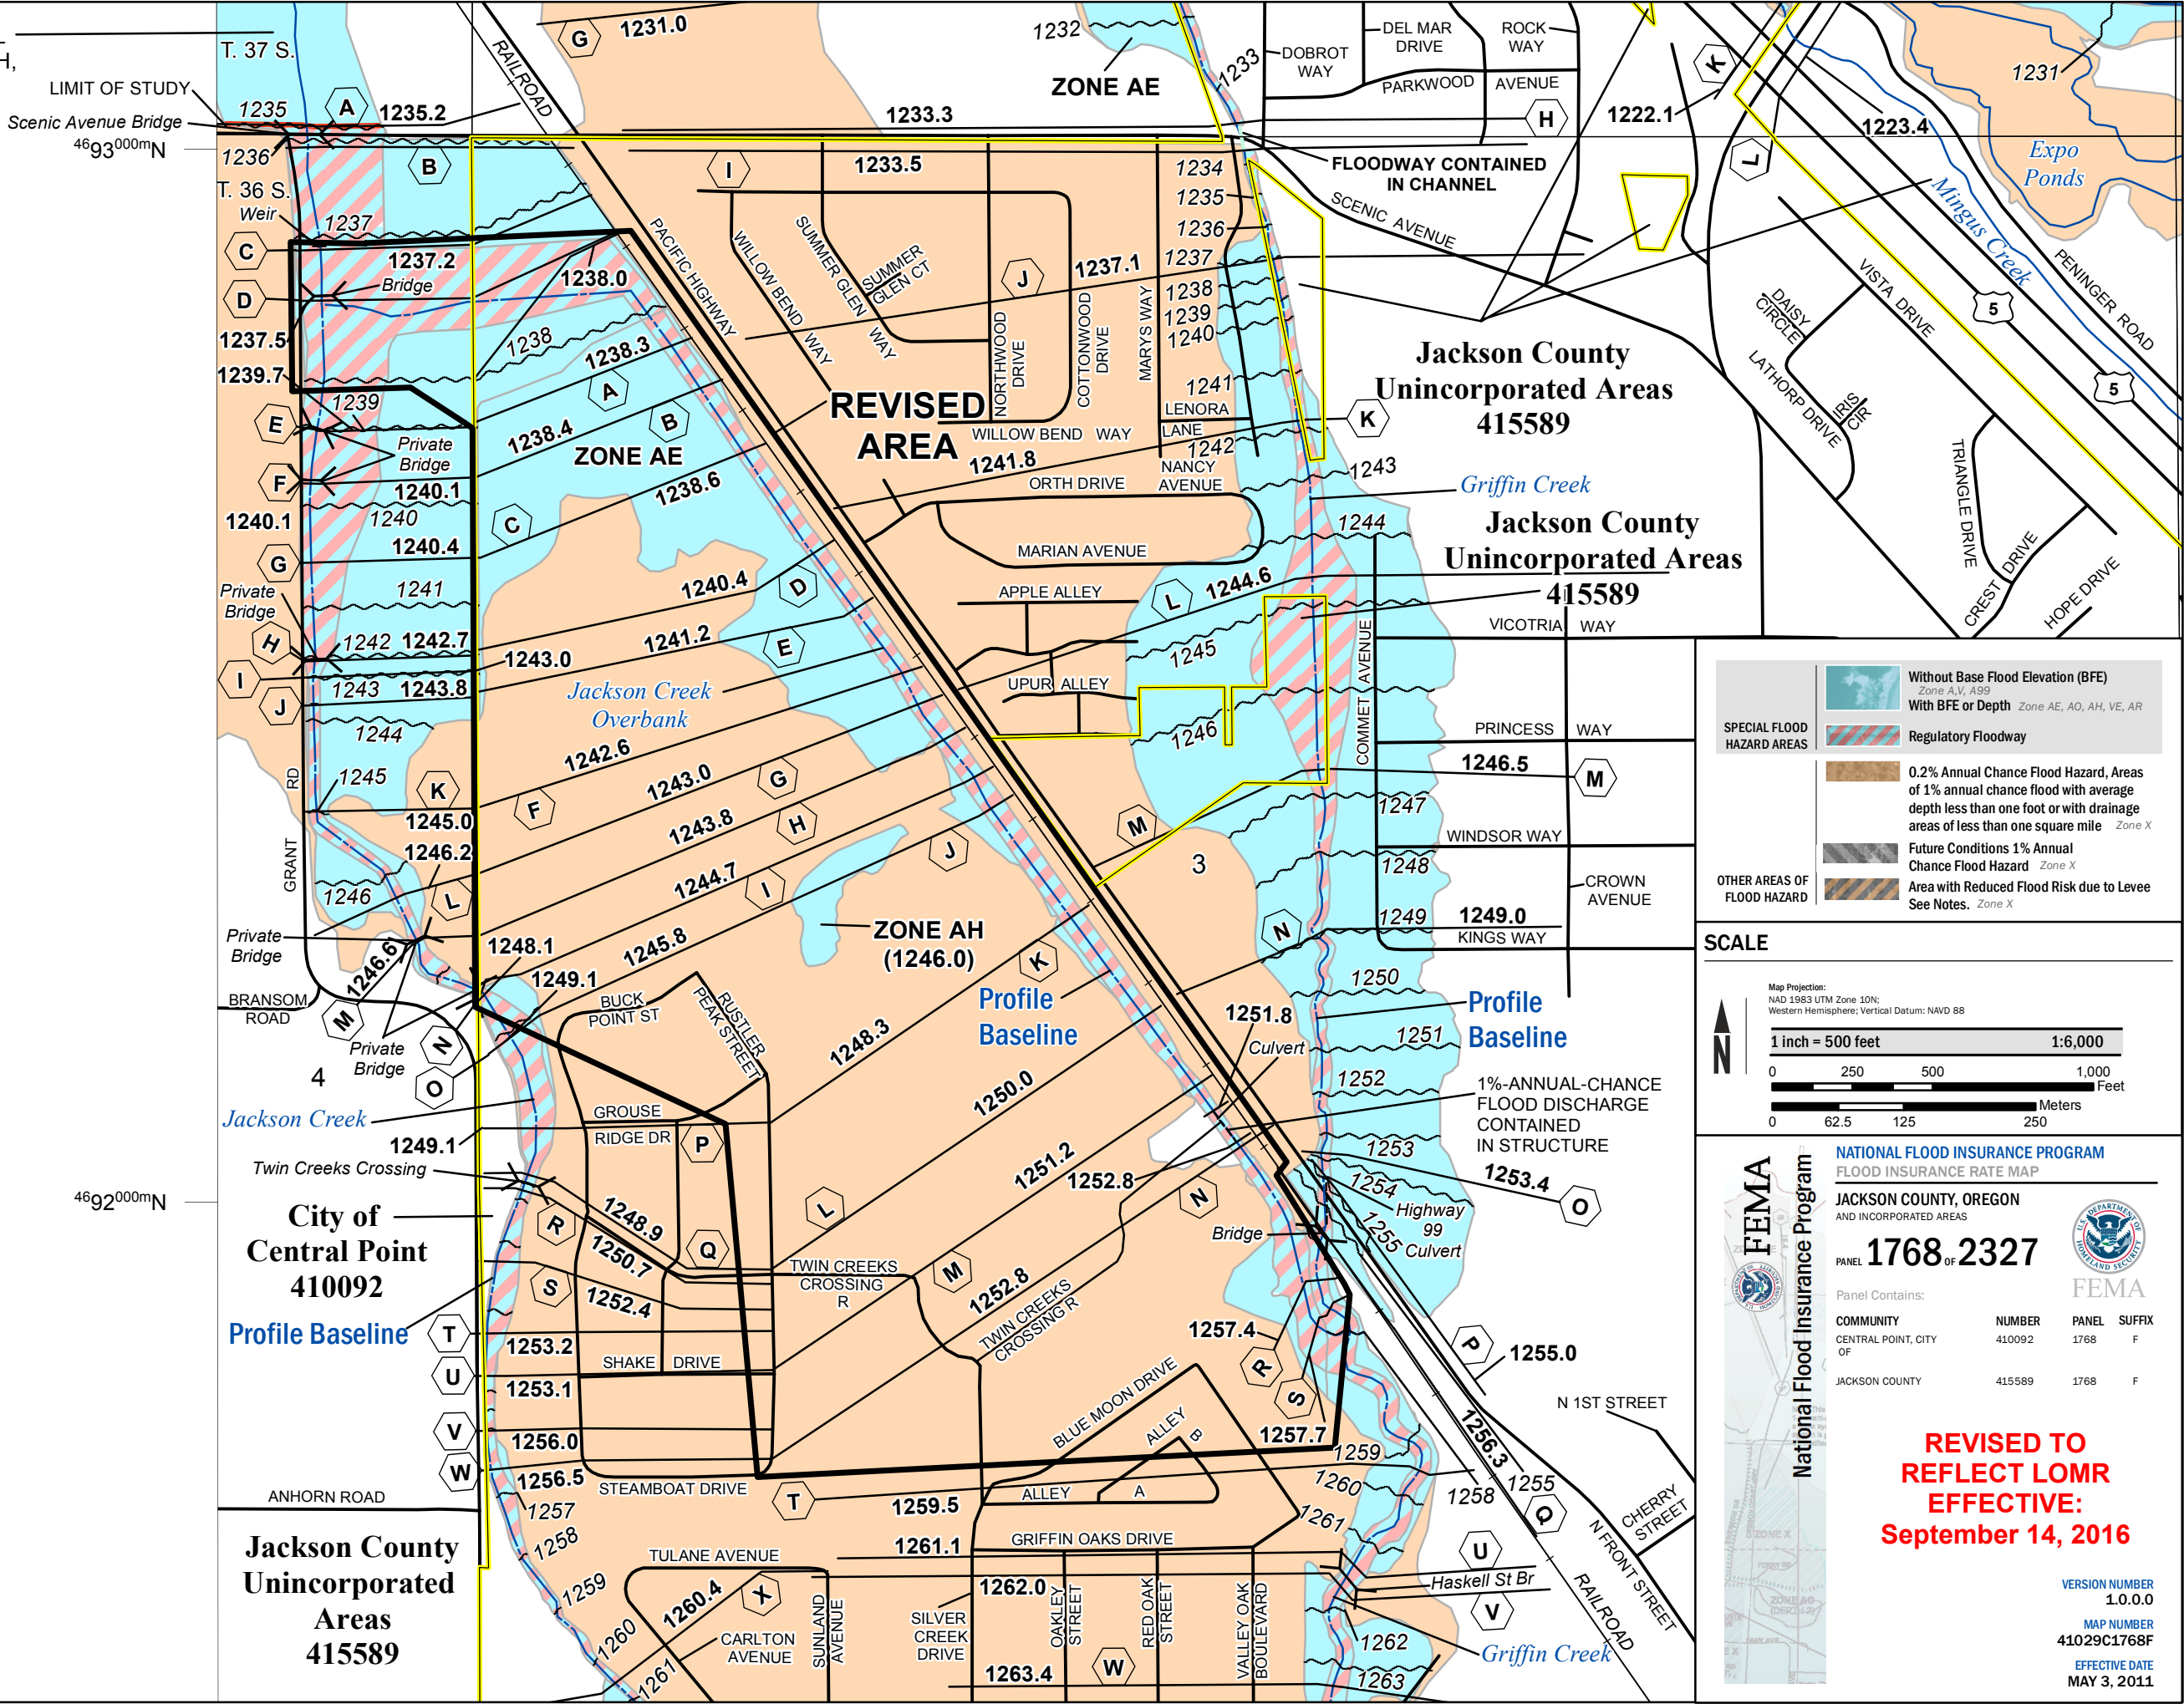 H,
T. 37 S.
LIMIT OF STUDY
Scenic Avenue Bridge
4693000mN
1235
A
1235.2
RAILROAD
G
1231.0
1232
ZONE AE
1233
DOBROT
WAY
DEL MAR
DRIVE
ROCK
WAY
PARKWOOD AVENUE
K
1222.1
1223.4
1231
Expo
Ponds
1233.3
H
L
1236
B
T. 36 S.
Weir
1237
C
D
1237.2
Bridge
1238.0
1237.5
1239.7
1238
1239
E
F
Private
Bridge
1240.1
1240.1
1240
G
1240.4
1241
Private
Bridge
H
1242
1242.7
1243.0
I
J
1243
1243.8
1244
1245
RD
GRANT
K
1245.0
1246.2
1246
L
Private
Bridge
1246.6
M
BRANSOM
ROAD
Private
Bridge
N
O
4
Jackson Creek
1249.1
Twin Creeks Crossing
4692000mN
City of
Central Point
410092
Profile Baseline
T
U
V
W
ANHORN ROAD
Jackson County
Unincorporated
Areas
415589
I
1233.5
PACIFIC HIGHWAY
WILLOW BEND WAY
SUMMER GLEN WAY
SUMMER
GLEN CT
NORTHWOOD
DRIVE
J
COTTONWOOD
DRIVE
1237.1
MARYS WAY
1234
1235
1236
1237
1238
1239
1240
1241
LENORA
LANE
1242
NANCY
AVENUE
FLOODWAY CONTAINED
IN CHANNEL
SCENIC AVENUE
Mingus Creek
PENINGER ROAD
5
5
VISTA DRIVE
DAISY
CIRCLE
LATHORP DRIVE
IRIS
CIR
TRIANGLE DRIVE
CREST DRIVE
HOPE DRIVE
Jackson County
Unincorporated Areas
415589
K
REVISED
AREA
WILLOW BEND WAY
1241.8
ORTH DRIVE
MARIAN AVENUE
APPLE ALLEY
UPUR ALLEY
1238.3
A
B
1238.4
ZONE AE
1238.6
C
1240.4
D
1241.2
E
Jackson Creek
Overbank
1242.6
F
1243.0
G
1243.8
H
1244.7
I
J
1245.8
1243
Griffin Creek
1244
Jackson County
Unincorporated Areas
415589
L
1244.6
1245
1246
COMMET AVENUE
VICOTRIA WAY
PRINCESS WAY
1246.5
M
M
1247
WINDSOR WAY
3
1248
CROWN
AVENUE
1249
1249.0
KINGS WAY
N
1250
1251
1252
1253
1254
1255
Profile
Baseline
Profile
Baseline
ZONE AH
(1246.0)
K
1248.1
1249.1
BUCK
POINT ST
RUSTLER
PEAK STREET
1248.3
1250.0
1251.2
1251.8
Culvert
1252.8
1%-ANNUAL-CHANCE
FLOOD DISCHARGE
CONTAINED
IN STRUCTURE
1253.4
O
Highway
99
Culvert
Bridge
N
GROUSE
RIDGE DR
P
L
R
1248.9
1250.7
Q
S
1252.4
TWIN CREEKS
CROSSING
R
M
1252.8
TWIN CREEKS
CROSSING R
1253.2
SHAKE DRIVE
1253.1
1256.0
1256.5
STEAMBOAT DRIVE
1257
1258
1259
1260
1261
1257.4
R
S
1257.7
P
1255.0
N 1ST STREET
BLUE MOON DRIVE
ALLEY B
1259
1260
1261
1256.3
1255
1258
Q
CHERRY
STREET
N FRONT STREET
RAILROAD
T
1259.5
ALLEY A
GRIFFIN OAKS DRIVE
1261.1
TULANE AVENUE
1260.4
X
CARLTON
AVENUE
SUNLAND
AVENUE
SILVER
CREEK
DRIVE
1262.0
OAKLEY
STREET
RED OAK
STREET
VALLEY OAK
BOULEVARD
1263.4
W
U
Haskell St Br
V
1262
1263
Griffin Creek
SPECIAL FLOOD
HAZARD AREAS
Without Base Flood Elevation (BFE)
Zone A,V, A99
With BFE or Depth Zone AE, AO, AH, VE, AR
Regulatory Floodway
OTHER AREAS OF
FLOOD HAZARD
0.2% Annual Chance Flood Hazard, Areas
of 1% annual chance flood with average
depth less than one foot or with drainage
areas of less than one square mile Zone X
Future Conditions 1% Annual
Chance Flood Hazard Zone X
Area with Reduced Flood Risk due to Levee
See Notes. Zone X
SCALE
Map Projection:
NAD 1983 UTM Zone 10N;
Western Hemisphere; Vertical Datum: NAVD 88
N
1 inch = 500 feet 1:6,000
0 250 500 1,000
Feet
Meters
0 62.5 125 250
FEMA
National Flood Insurance Program
NATIONAL FLOOD INSURANCE PROGRAM
FLOOD INSURANCE RATE MAP
JACKSON COUNTY, OREGON
AND INCORPORATED AREAS
PANEL 1768 OF 2327
U.S. DEPARTMENT OF
HOMELAND SECURITY
FEMA
Panel Contains:
COMMUNITY NUMBER PANEL SUFFIX
CENTRAL POINT, CITY OF 410092 1768 F
JACKSON COUNTY 415589 1768 F
REVISED TO
REFLECT LOMR
EFFECTIVE:
September 14, 2016
VERSION NUMBER
1.0.0.0
MAP NUMBER
41029C1768F
EFFECTIVE DATE
MAY 3, 2011